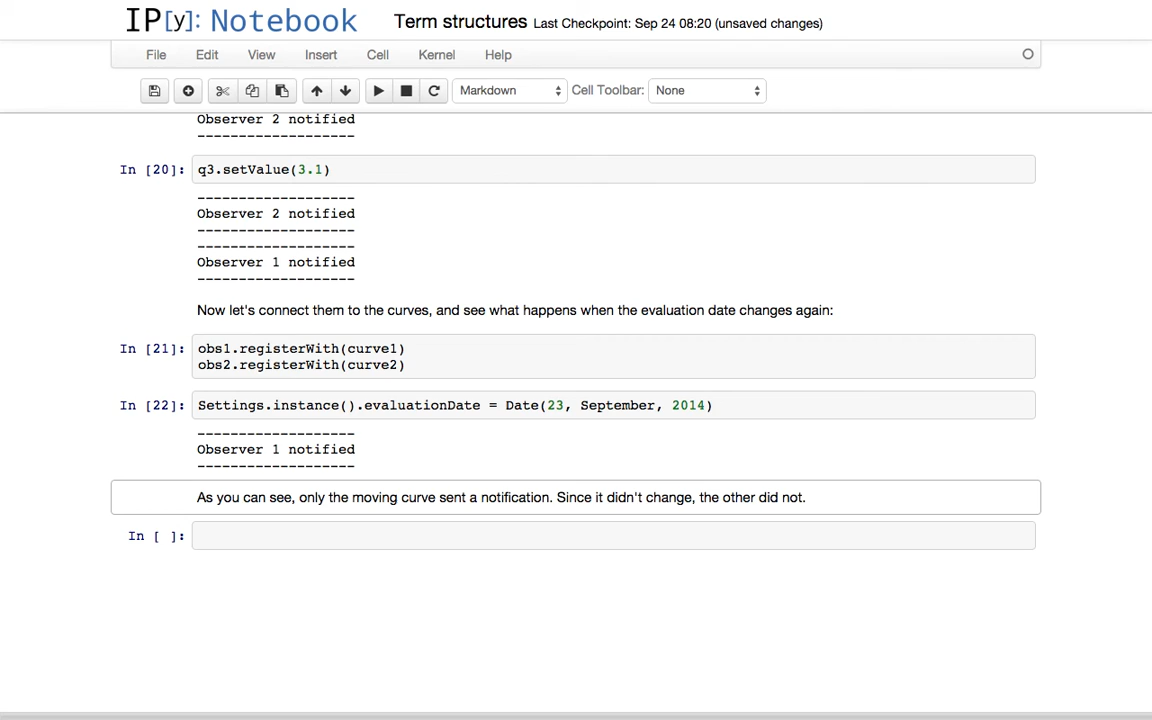 IP[y]: Notebook Term structures Last Checkpoint: Sep 24 08:20 (unsaved changes)
File Edit View Insert Cell Kernel Help
Markdown Cell Toolbar: None
Observer 2 notified
-------------------
In [20]: q3.setValue(3.1)
-------------------
Observer 2 notified
-------------------
-------------------
Observer 1 notified
-------------------
Now let's connect them to the curves, and see what happens when the evaluation date changes again:
In [21]: obs1.registerWith(curve1)
obs2.registerWith(curve2)
In [22]: Settings.instance().evaluationDate = Date(23, September, 2014)
-------------------
Observer 1 notified
-------------------
As you can see, only the moving curve sent a notification. Since it didn't change, the other did not.
In [ ]: